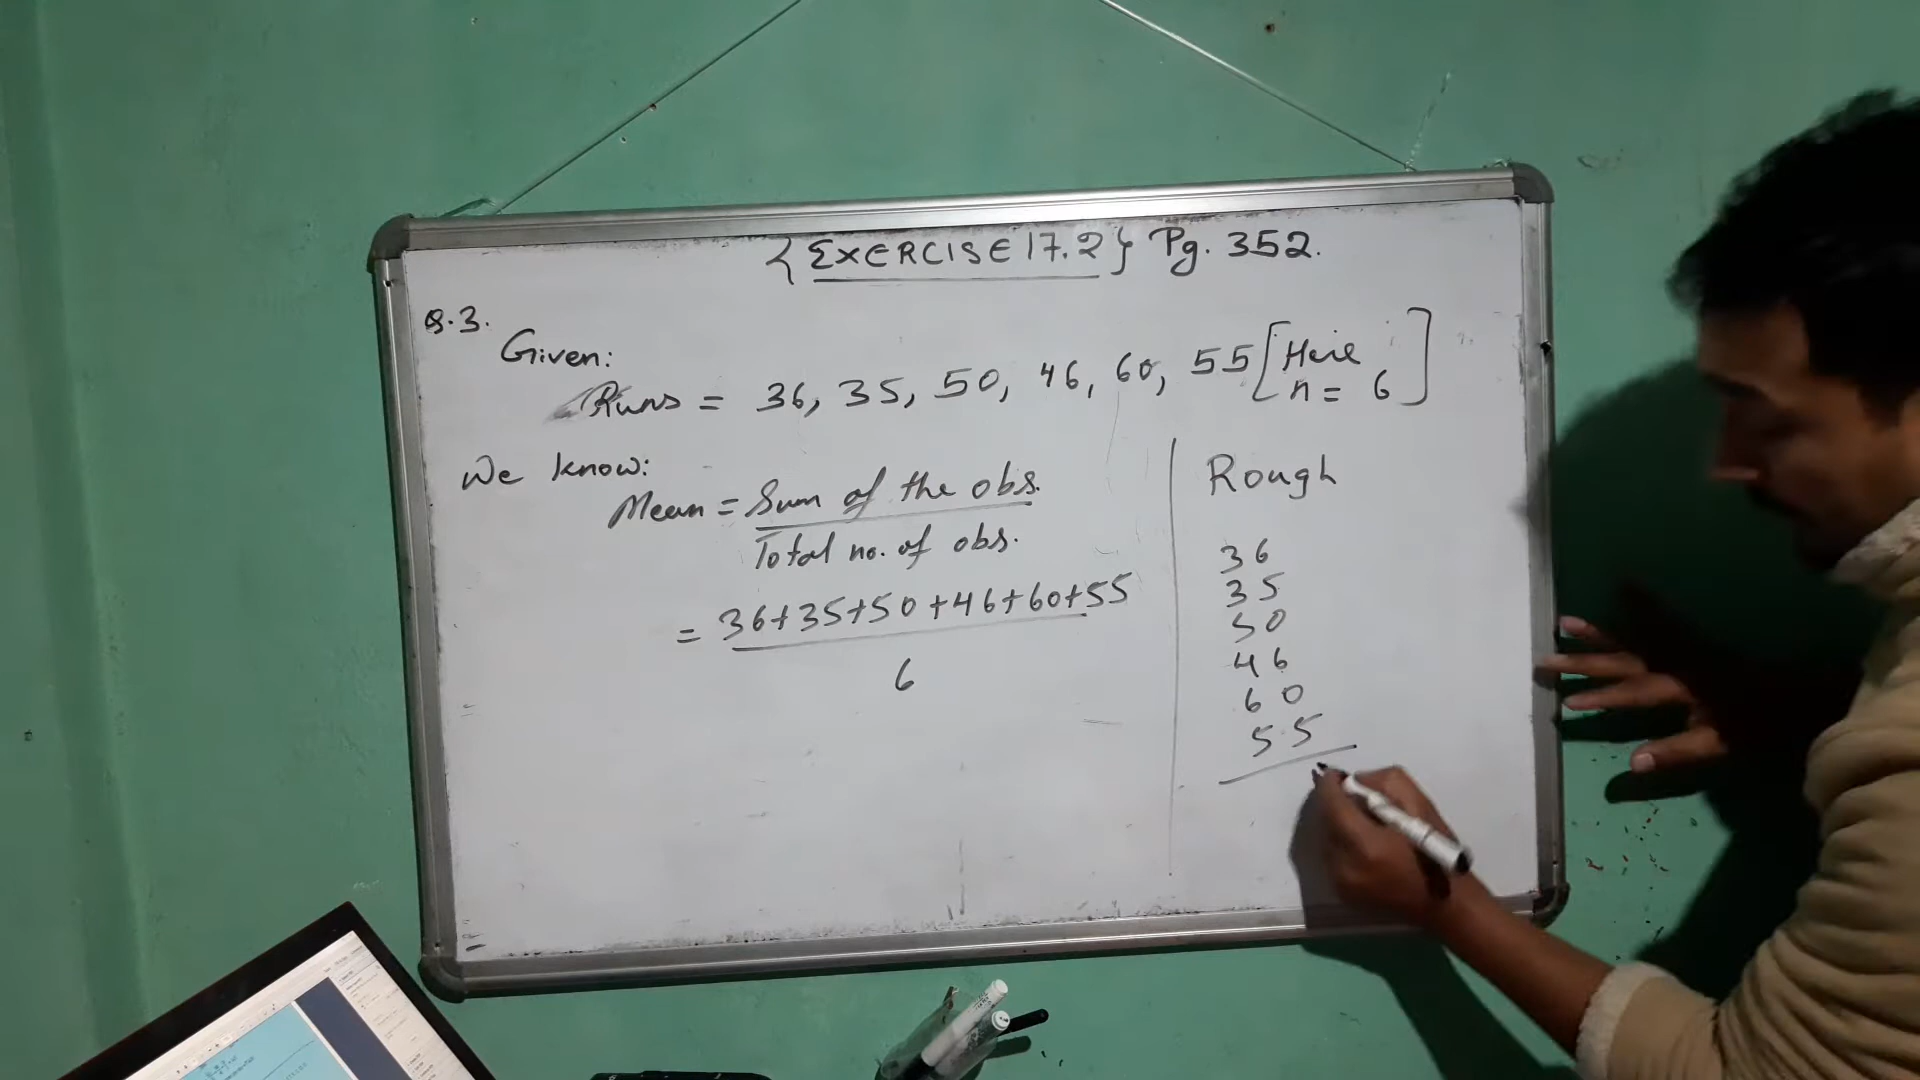 {EXERCISE 17.2} Pg. 352.
Q.3.
Given:
Runs = 36, 35, 50, 46, 60, 55 [Here n = 6]
We know:
Mean = Sum of the obs.
Total no. of obs.
= 36+35+50+46+60+55
6
Rough
36
35
50
46
60
55